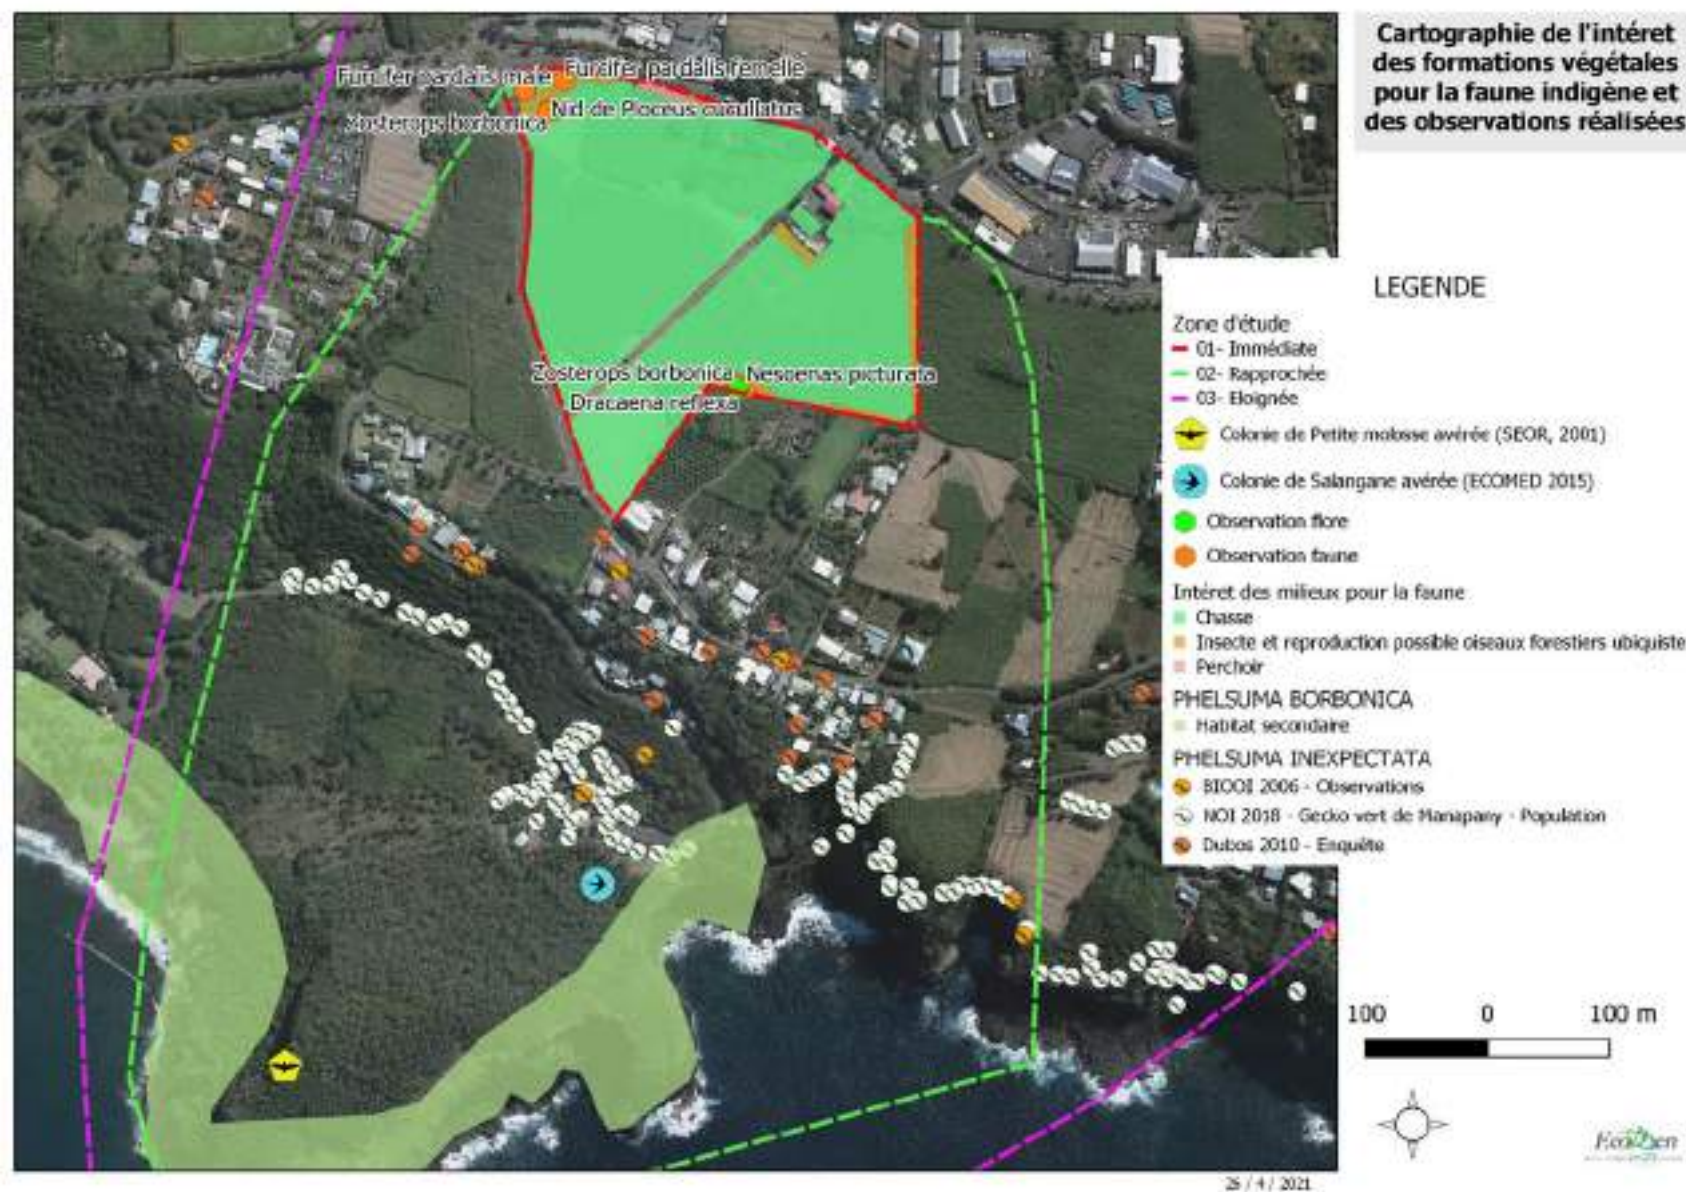 Cartographie de l'intéret
des formations végétales
pour la faune indigène et
des observations réalisées
Furcifer pardalis male
Furcifer pardalis femelle
Zosterops borbonica
Nid de Ploceus cucullatus
Zosterops borbonica
Nesoenas picturata
Dracaena reflexa
LEGENDE
Zone d'étude
01- Immédiate
02- Rapprochée
03- Eloignée
Colonie de Petite molosse avérée (SEOR, 2001)
Colonie de Salangane avérée (ECOMED 2015)
Observation flore
Observation faune
Intéret des milieux pour la faune
Chasse
Insecte et reproduction possible oiseaux forestiers ubiquiste
Perchoir
PHELSUMA BORBONICA
Habitat secondaire
PHELSUMA INEXPECTATA
BIOOI 2006 - Observations
NOI 2018 - Gecko vert de Manapany - Population
Dubos 2010 - Enquête
100 0 100 m
26 / 4 / 2021